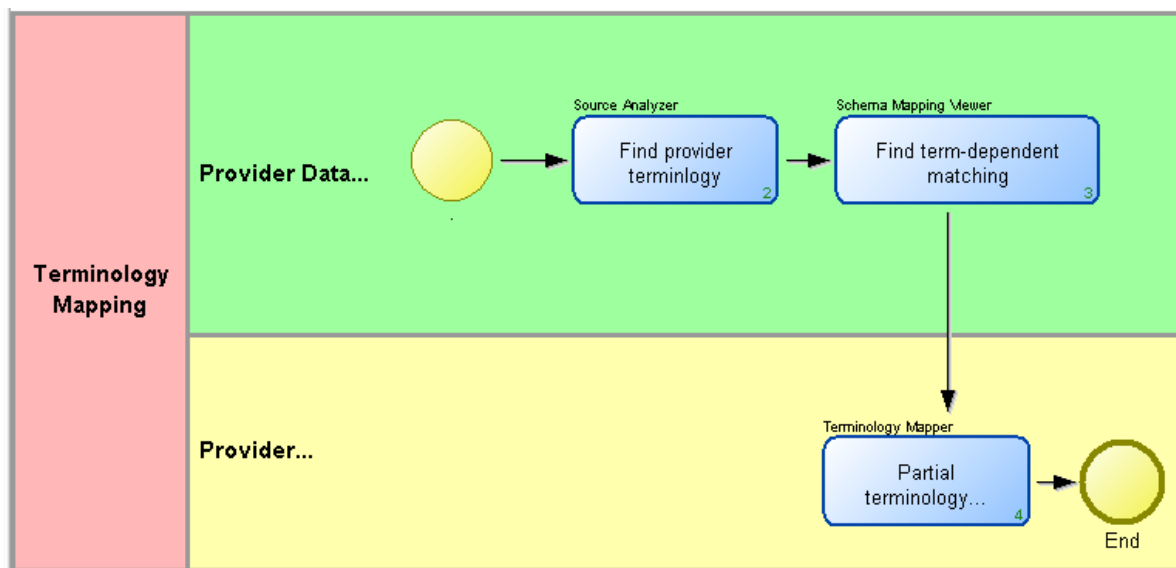 Terminology
Mapping
Provider Data...
.
Source Analyzer
Find provider
terminlogy
2
Schema Mapping Viewer
Find term-dependent
matching
3
Provider...
Terminology Mapper
Partial
terminology...
4
End